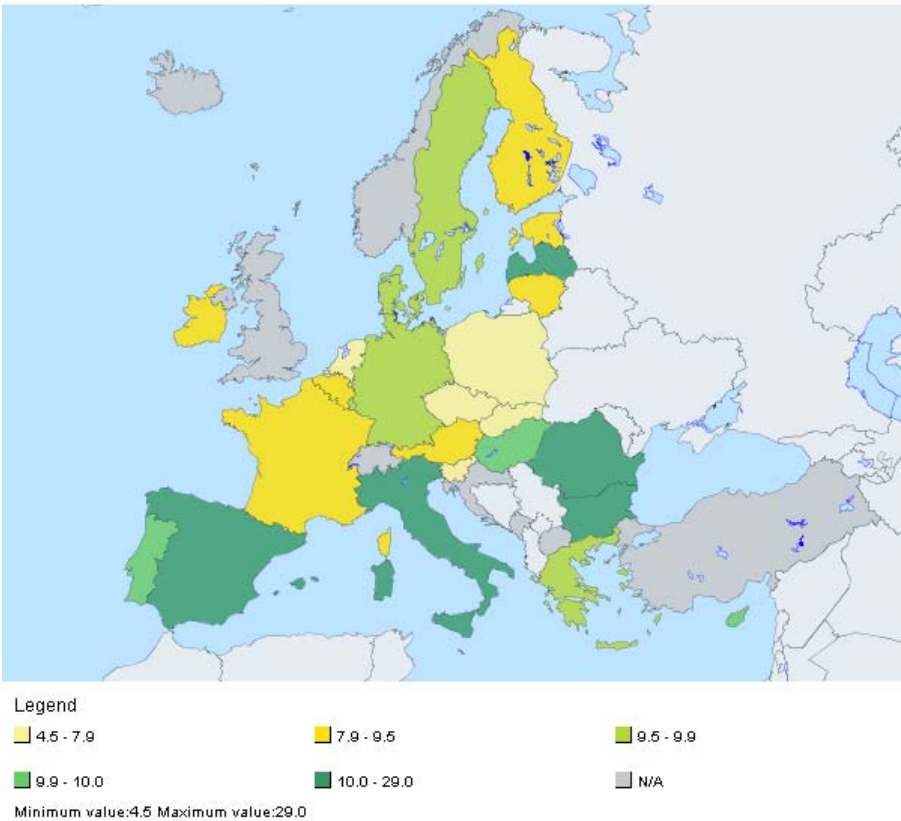 Legend
4.5 - 7.9 7.9 - 9.5 9.5 - 9.9
9.9 - 10.0 10.0 - 29.0 N/A
Minimum value:4.5 Maximum value:29.0